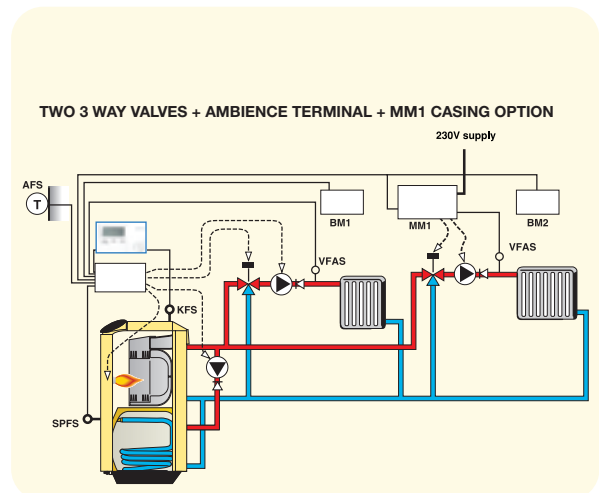 TWO 3 WAY VALVES + AMBIENCE TERMINAL + MM1 CASING OPTION
230V supply
AFS
T
BM1
MM1
BM2
VFAS
VFAS
KFS
SPFS